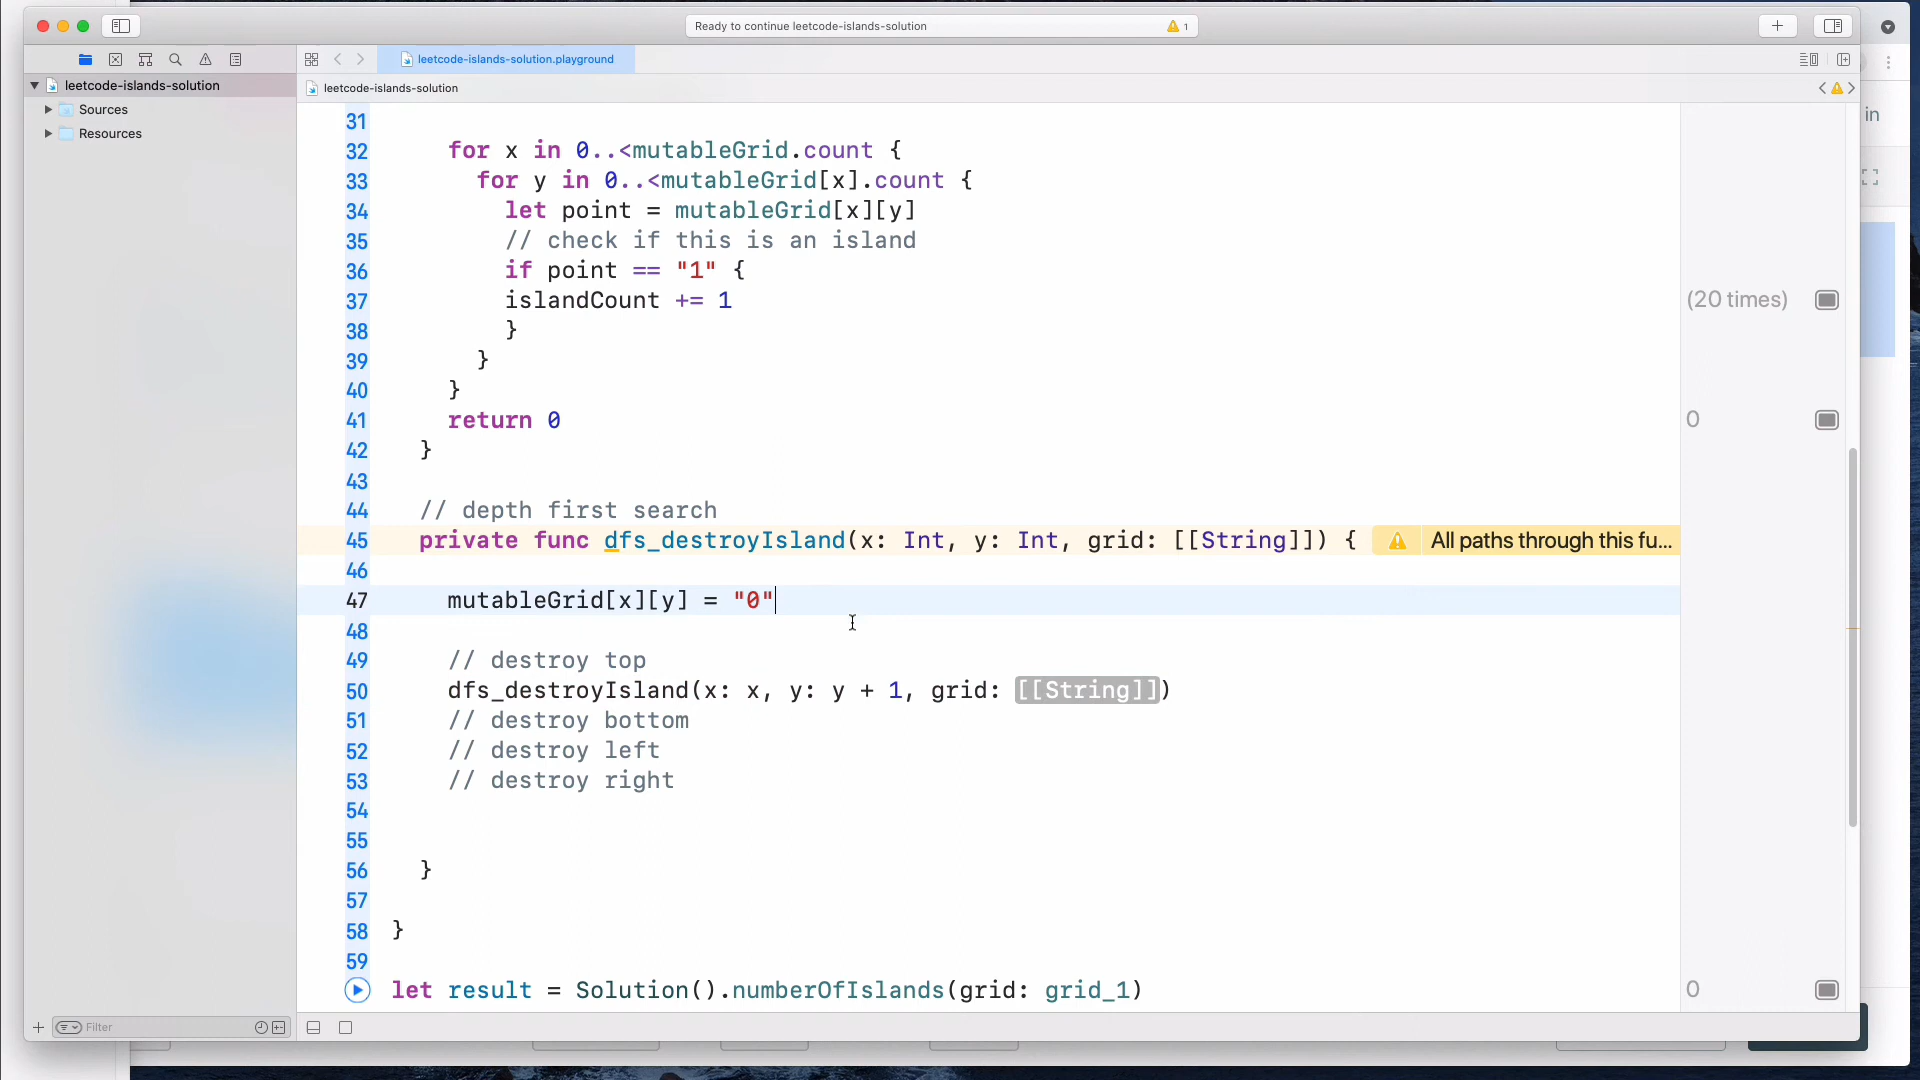 Ready to continue leetcode-islands-solution
1
leetcode-islands-solution.playground
leetcode-islands-solution
leetcode-islands-solution
Sources
Resources
in
31
32 for x in 0..<mutableGrid.count {
33 for y in 0..<mutableGrid[x].count {
34 let point = mutableGrid[x][y]
35 // check if this is an island
36 if point == "1" {
37 islandCount += 1 (20 times)
38 }
39 }
40 }
41 return 0 0
42 }
43
44 // depth first search
45 private func dfs_destroyIsland(x: Int, y: Int, grid: [[String]]) { All paths through this fu...
46
47 mutableGrid[x][y] = "0"
48
49 // destroy top
50 dfs_destroyIsland(x: x, y: y + 1, grid: [[String]])
51 // destroy bottom
52 // destroy left
53 // destroy right
54
55
56 }
57
58 }
59
let result = Solution().numberOfIslands(grid: grid_1) 0
Filter